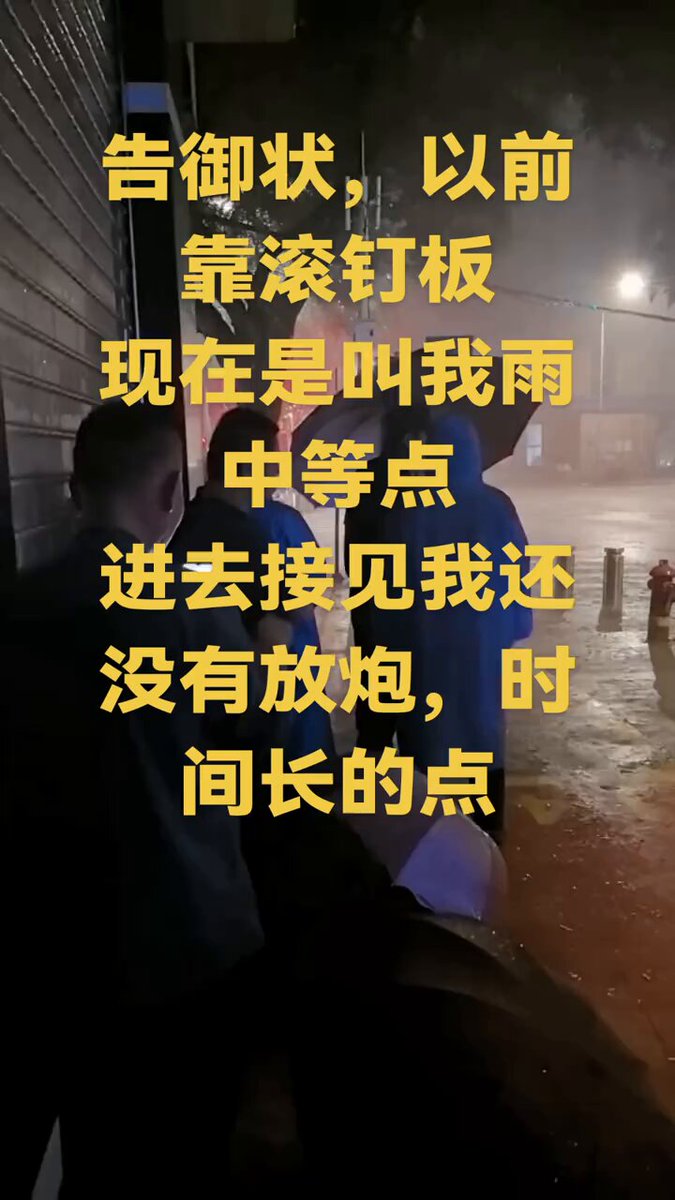 告御状，以前
靠滚钉板
现在是叫我雨
中等点
进去接见我还
没有放炮，时
间长的点